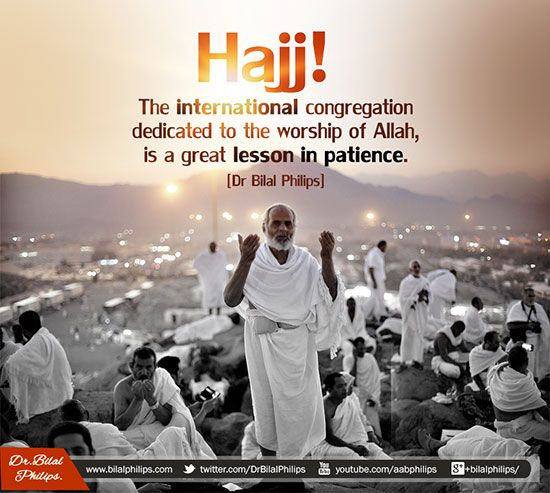 Hajj!
The international congregation
dedicated to the worship of Allah,
is a great lesson in patience.
[Dr Bilal Philips]
Dr.Bilal
Philips.
www.bilalphilips.com
twitter.com/DrBilalPhilips
You
Tube
youtube.com/aabphilips
g+
+bilalphilips/